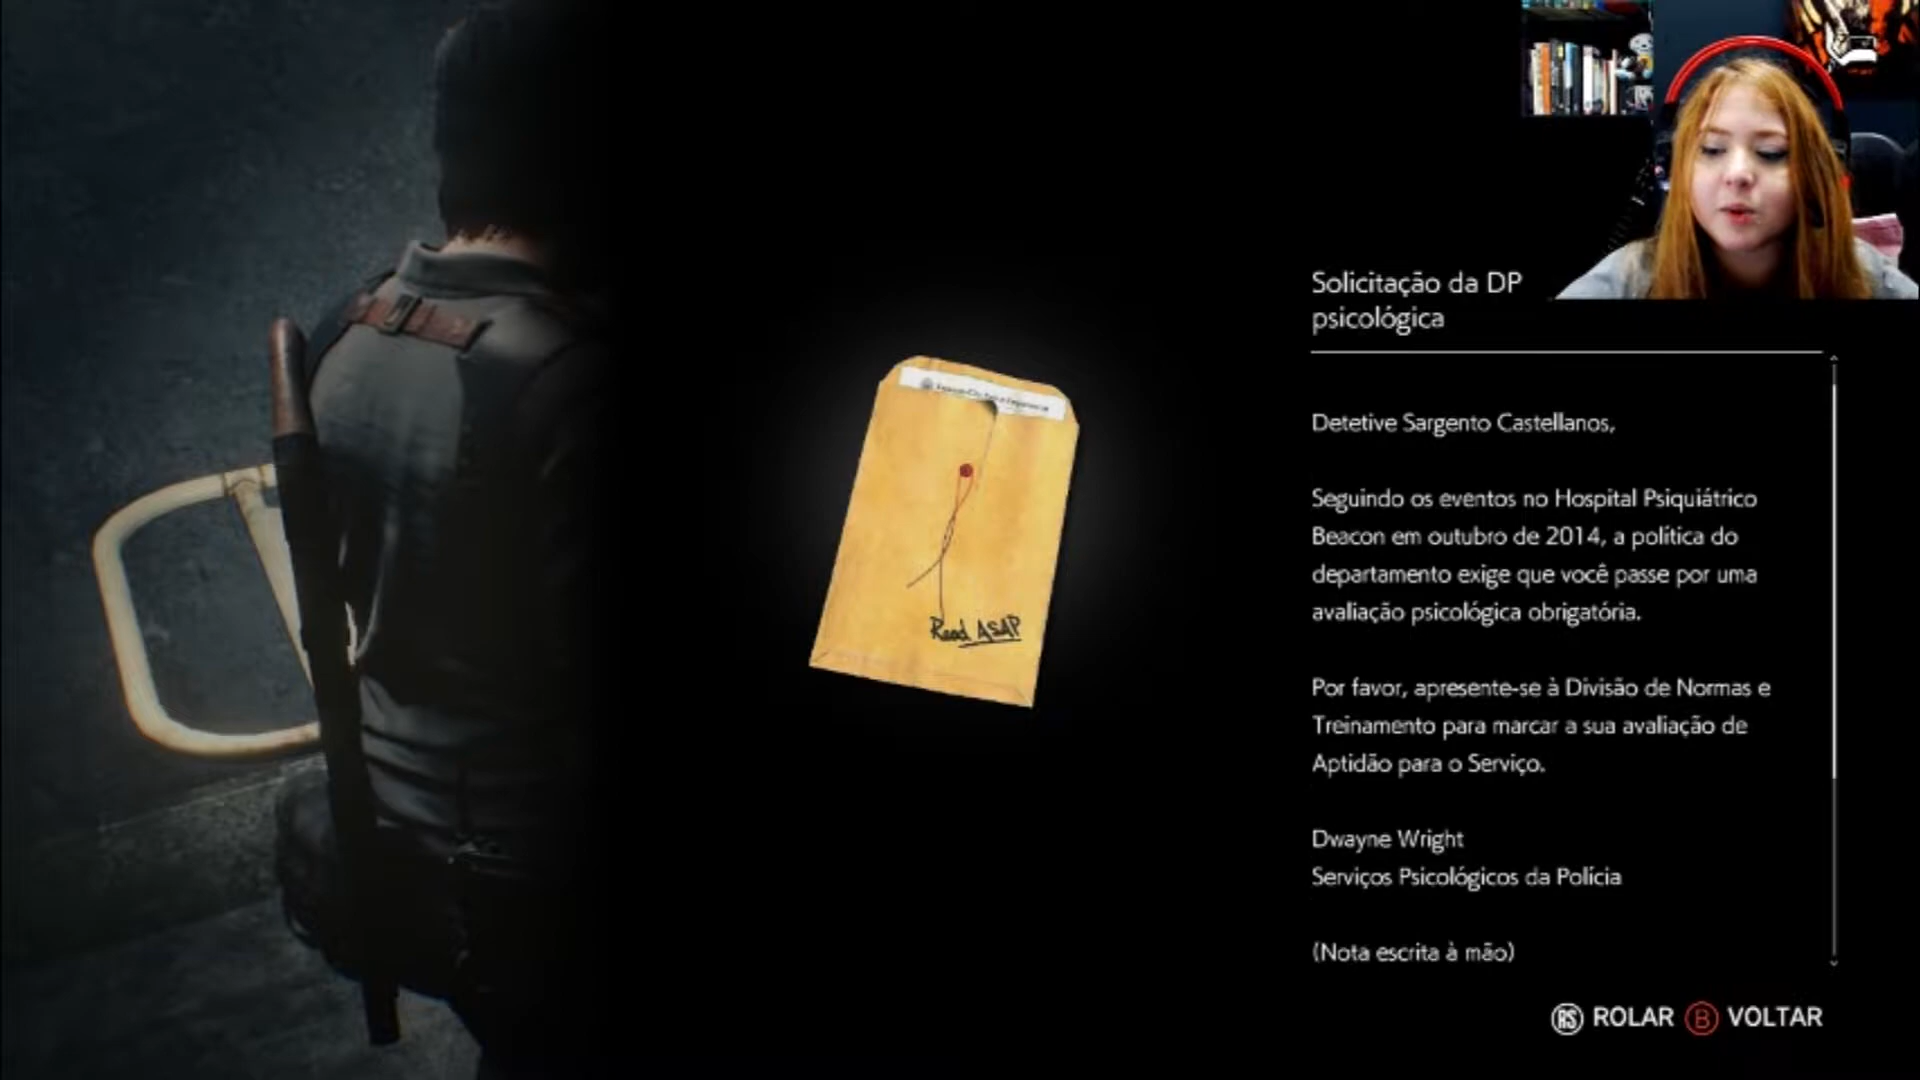 Solicitação da DP
psicológica
Detetive Sargento Castellanos,
Seguindo os eventos no Hospital Psiquiátrico
Beacon em outubro de 2014, a política do
departamento exige que você passe por uma
avaliação psicológica obrigatória.
Por favor, apresente-se à Divisão de Normas e
Treinamento para marcar a sua avaliação de
Aptidão para o Serviço.
Dwayne Wright
Serviços Psicológicos da Polícia
(Nota escrita à mão)
Read ASAP
RS ROLAR B VOLTAR